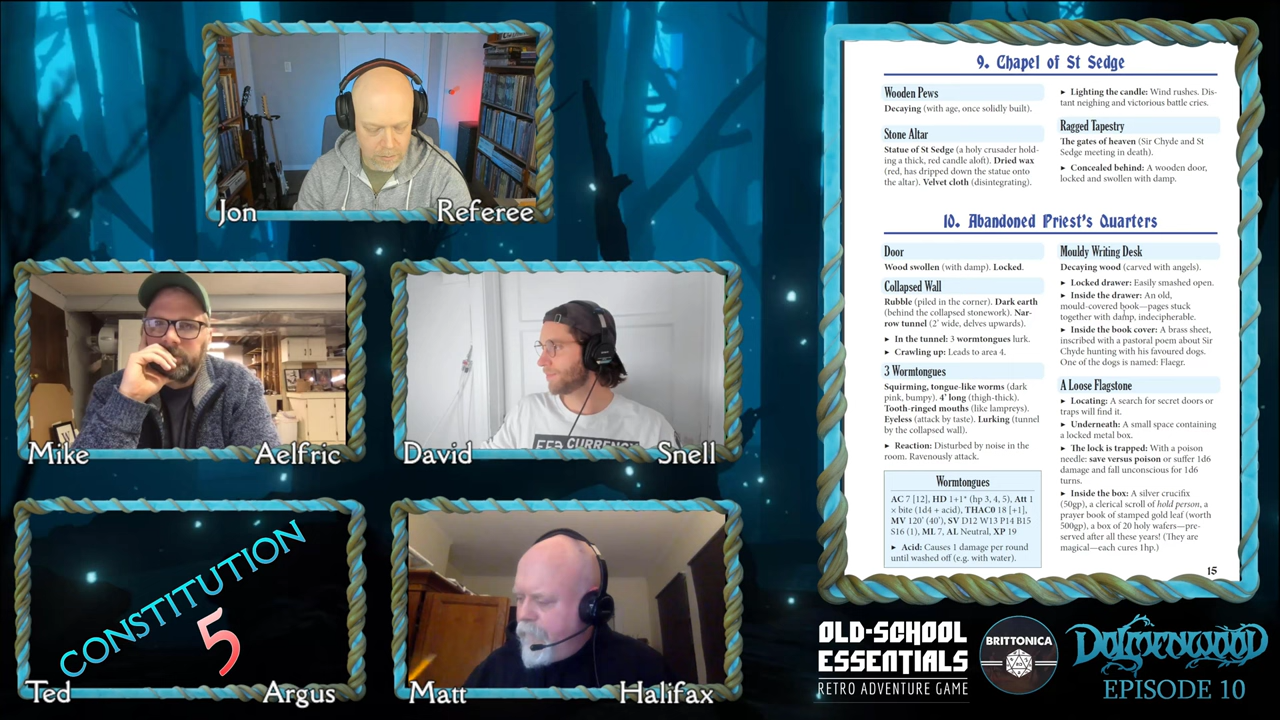 Jon Referee
Mike Aelfric
David Snell
CONSTITUTION
5
Ted Argus
Matt Halifax
9. Chapel of St Sedge
Wooden Pews
Decaying (with age, once solidly built).
Stone Altar
Statue of St Sedge (a holy crusader hold-
ing a thick, red candle aloft). Dried wax
(red, has dripped down the statue onto
the altar). Velvet cloth (disintegrating).
► Lighting the candle: Wind rushes. Dis-
tant neighing and victorious battle cries.
Ragged Tapestry
The gates of heaven (Sir Chyde and St
Sedge meeting in death).
► Concealed behind: A wooden door,
locked and swollen with damp.
10. Abandoned Priest's Quarters
Door
Wood swollen (with damp). Locked.
Collapsed Wall
Rubble (piled in the corner). Dark earth
(behind the collapsed stonework). Nar-
row tunnel (2' wide, delves upwards).
► In the tunnel: 3 wormtongues lurk.
► Crawling up: Leads to area 4.
3 Wormtongues
Squirming, tongue-like worms (dark
pink, bumpy). 4' long (thigh-thick).
Tooth-ringed mouths (like lampreys).
Eyeless (attack by taste). Lurking (tunnel
by the collapsed wall).
► Reaction: Disturbed by noise in the
room. Ravenously attack.
Wormtongues
AC 7 [12], HD 1+1* (hp 3, 4, 5), Att 1
× bite (1d4 + acid), THAC0 18 [+1],
MV 120' (40'), SV D12 W13 P14 B15
S16 (1), ML 7, AL Neutral, XP 19
► Acid: Causes 1 damage per round
until washed off (e.g. with water).
Mouldy Writing Desk
Decaying wood (carved with angels).
► Locked drawer: Easily smashed open.
► Inside the drawer: An old,
mould-covered book—pages stuck
together with damp, indecipherable.
► Inside the book cover: A brass sheet,
inscribed with a pastoral poem about Sir
Chyde hunting with his favoured dogs.
One of the dogs is named: Flaegr.
A Loose Flagstone
► Locating: A search for secret doors or
traps will find it.
► Underneath: A small space containing
a locked metal box.
► The lock is trapped: With a poison
needle: save versus poison or suffer 1d6
damage and fall unconscious for 1d6
turns.
► Inside the box: A silver crucifix
(50gp), a clerical scroll of hold person, a
prayer book of stamped gold leaf (worth
500gp), a box of 20 holy wafers—pre-
served after all these years! (They are
magical—each cures 1hp.)
15
OLD-SCHOOL
ESSENTIALS
RETRO ADVENTURE GAME
BRITTONICA
DOLMENWOOD
EPISODE 10